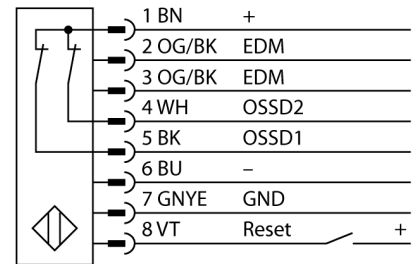 1 BN +
2 OG/BK EDM
3 OG/BK EDM
4 WH OSSD2
5 BK OSSD1
6 BU –
7 GNYE GND
8 VT Reset +